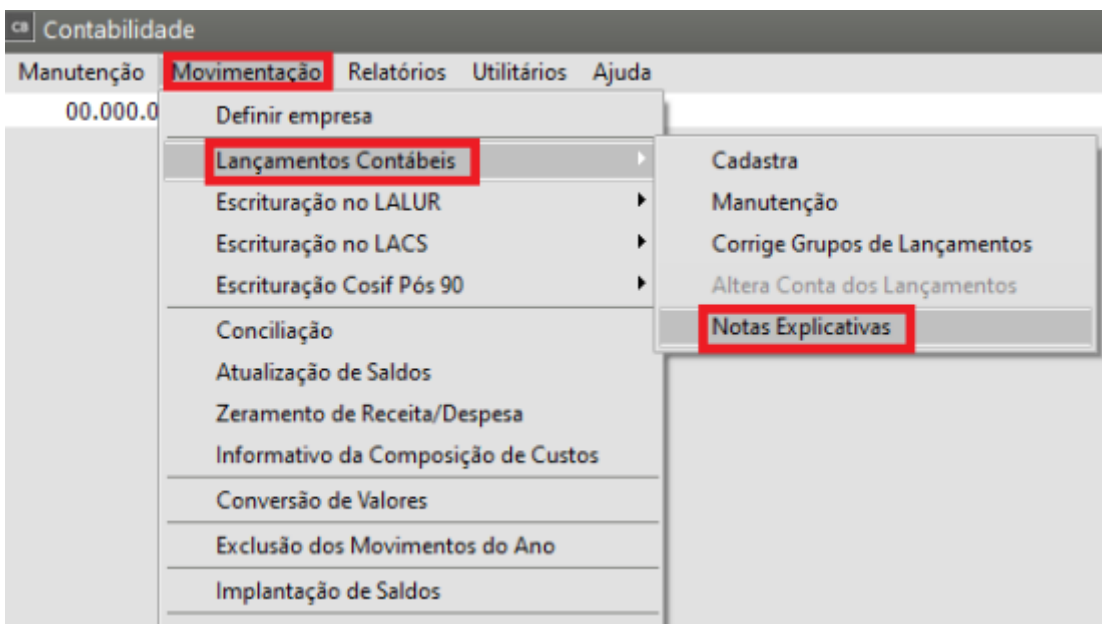 CB Contabilidade
Manutenção Movimentação Relatórios Utilitários Ajuda
00.000.0
Definir empresa
Lançamentos Contábeis
Escrituração no LALUR
Escrituração no LACS
Escrituração Cosif Pós 90
Conciliação
Atualização de Saldos
Zeramento de Receita/Despesa
Informativo da Composição de Custos
Conversão de Valores
Exclusão dos Movimentos do Ano
Implantação de Saldos
Cadastra
Manutenção
Corrige Grupos de Lançamentos
Altera Conta dos Lançamentos
Notas Explicativas